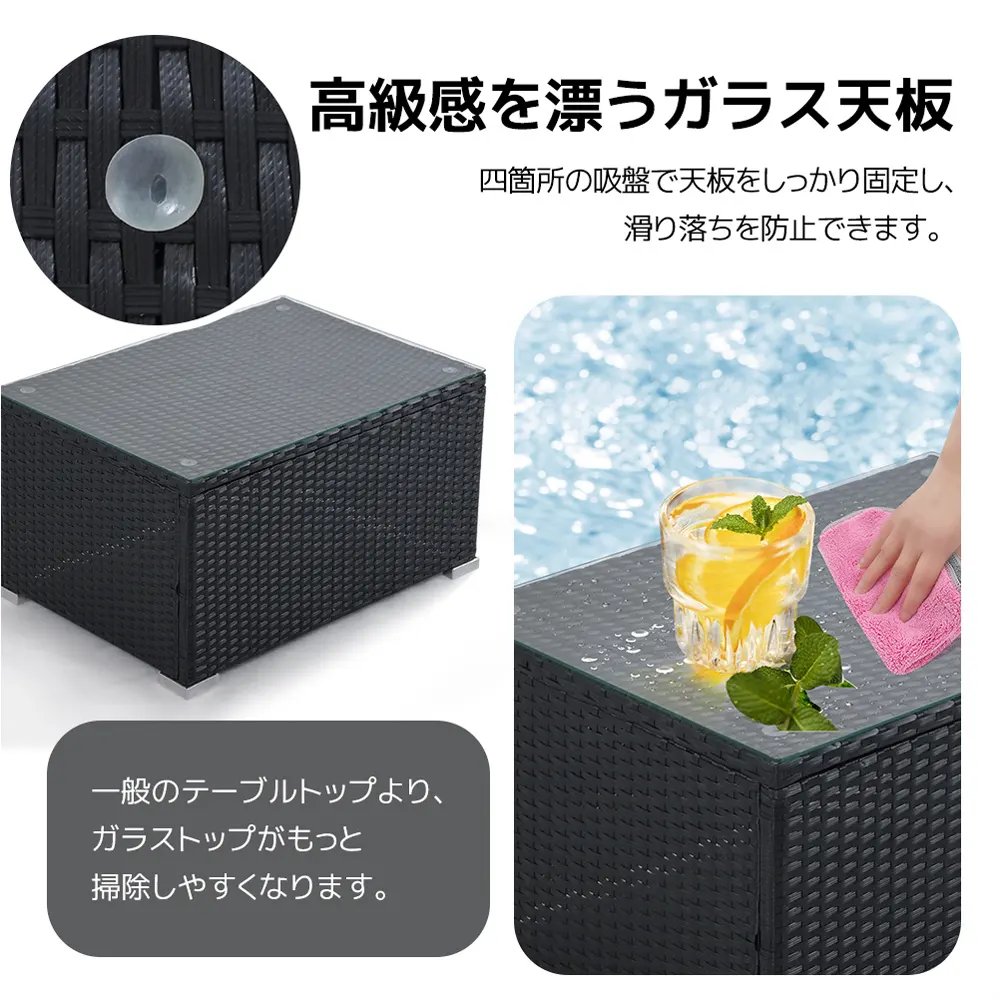 高級感を漂うガラス天板
四箇所の吸盤で天板をしっかり固定し、
滑り落ちを防止できます。
一般のテーブルトップより、
ガラストップがもっと
掃除しやすくなります。